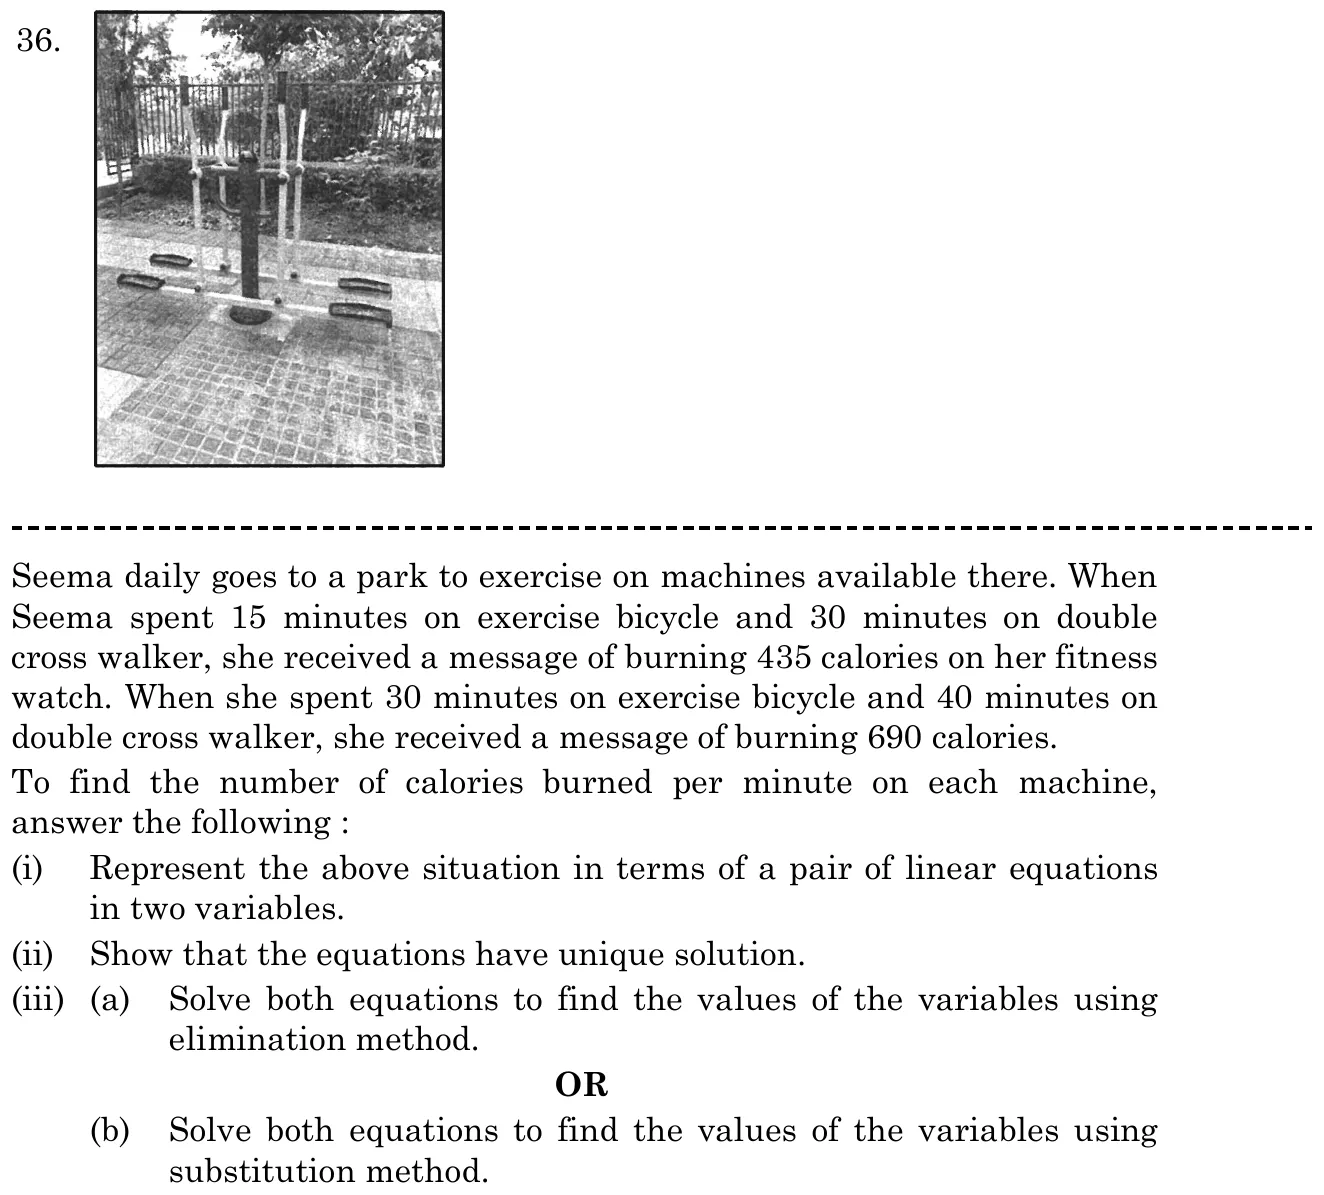 36.
Seema daily goes to a park to exercise on machines available there. When
Seema spent 15 minutes on exercise bicycle and 30 minutes on double
cross walker, she received a message of burning 435 calories on her fitness
watch. When she spent 30 minutes on exercise bicycle and 40 minutes on
double cross walker, she received a message of burning 690 calories.
To find the number of calories burned per minute on each machine,
answer the following :
(i) Represent the above situation in terms of a pair of linear equations
in two variables.
(ii) Show that the equations have unique solution.
(iii) (a) Solve both equations to find the values of the variables using
elimination method.
OR
(b) Solve both equations to find the values of the variables using
substitution method.